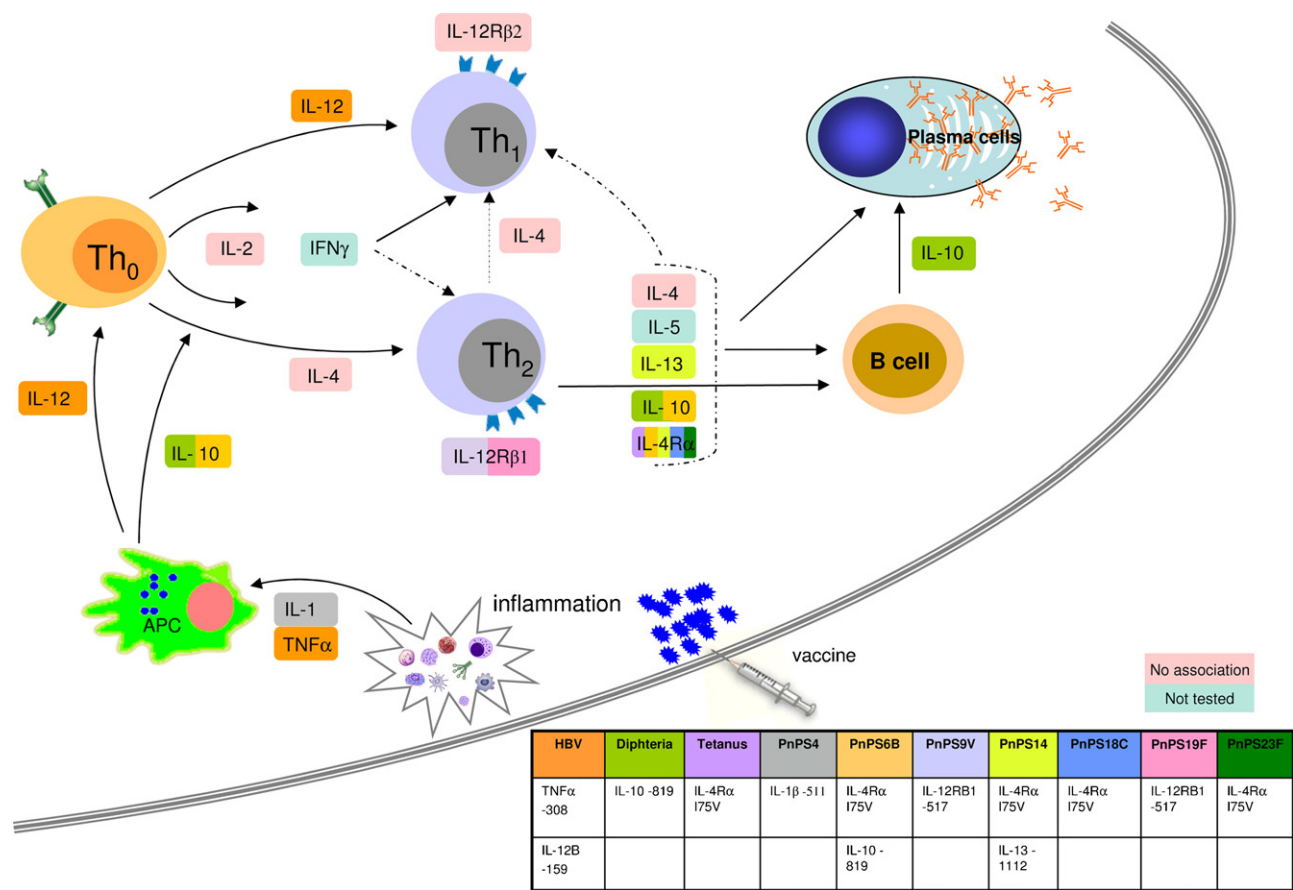 IL-12Rβ2
IL-12
Th1
Plasma cells
Th0
IL-2
IFNγ
IL-4
IL-10
IL-4
IL-5
IL-13
IL- 10
IL-4Rα
Th2
B cell
IL-4
IL-12
IL- 10
IL-12Rβ1
APC
IL-1
TNFα
inflammation
vaccine
No association
Not tested
HBV Diphteria Tetanus PnPS4 PnPS6B PnPS9V PnPS14 PnPS18C PnPS19F PnPS23F
TNFα IL-10 -819 IL-4Rα IL-1β -511 IL-4Rα IL-12RB1 IL-4Rα IL-4Rα IL-12RB1 IL-4Rα
-308 I75V I75V -517 I75V I75V -517 I75V
IL-12B IL-10 - IL-13 -
-159 819 1112